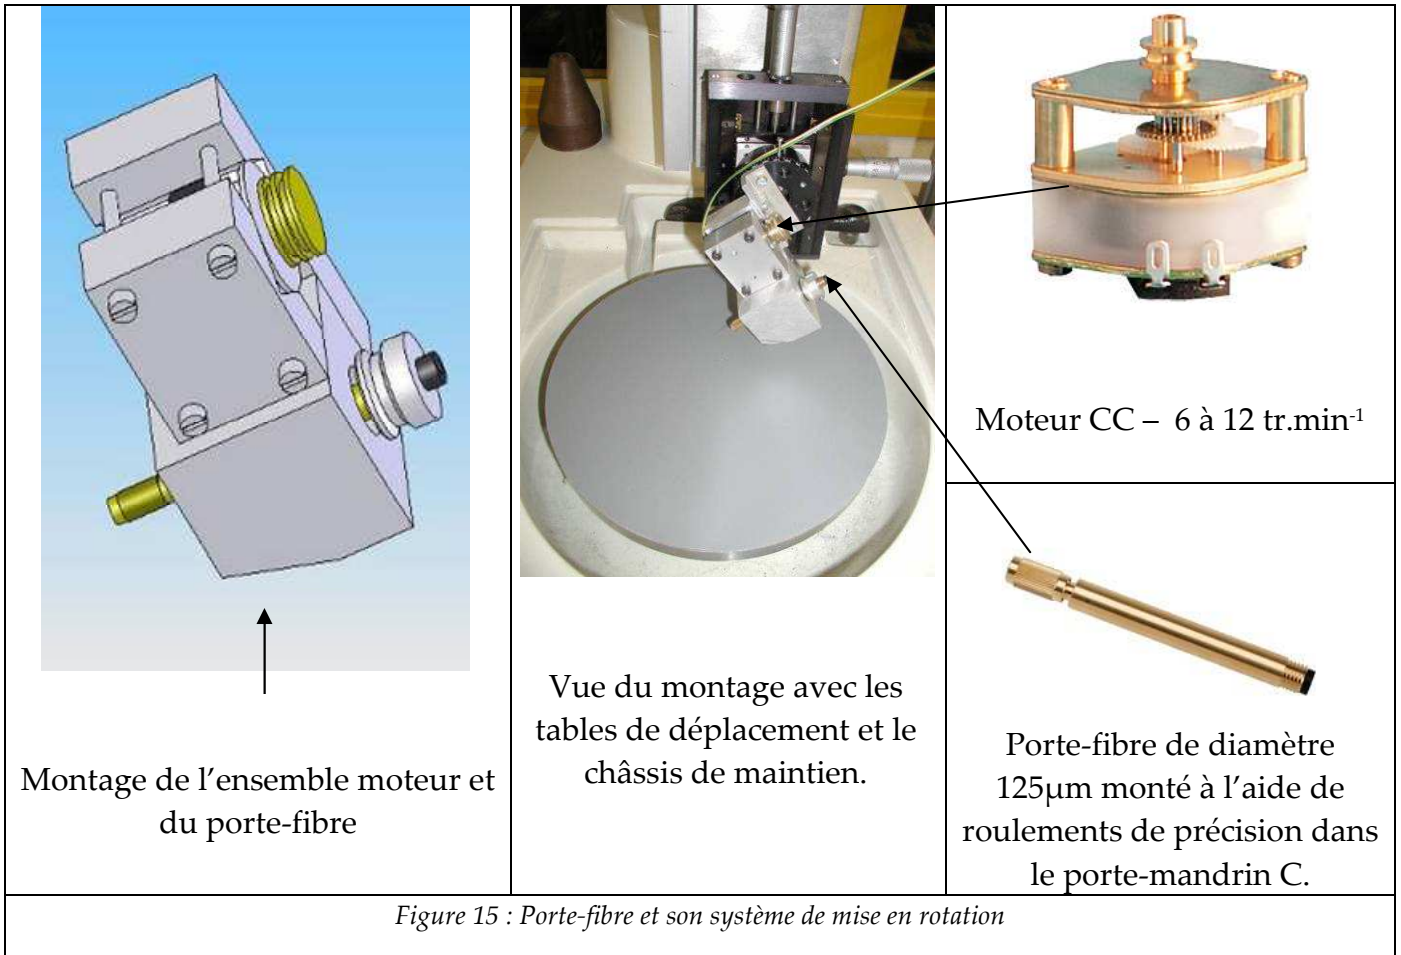 Montage de l'ensemble moteur et
du porte-fibre
Vue du montage avec les
tables de déplacement et le
châssis de maintien.
Moteur CC – 6 à 12 tr.min-1
Porte-fibre de diamètre
125µm monté à l'aide de
roulements de précision dans
le porte-mandrin C.
Figure 15 : Porte-fibre et son système de mise en rotation